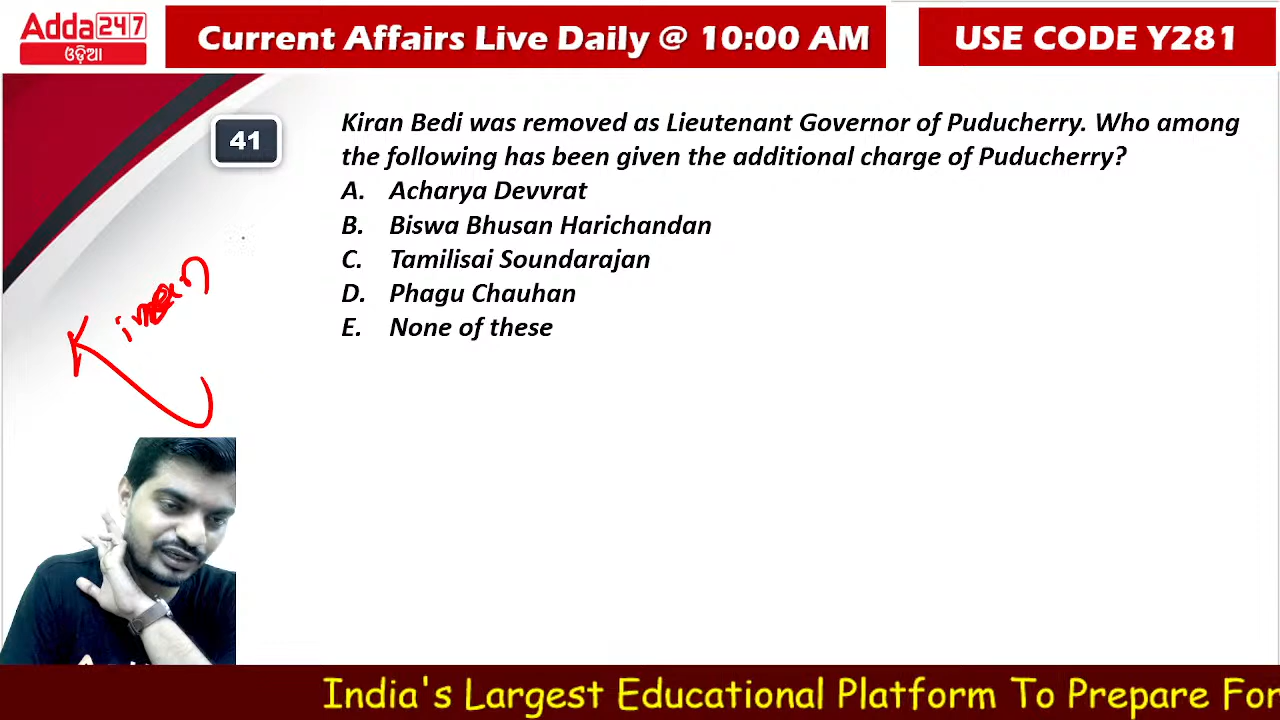 Adda247
ଓଡ଼ିଆ
Current Affairs Live Daily @ 10:00 AM
USE CODE Y281
41
Kiran Bedi was removed as Lieutenant Governor of Puducherry. Who among
the following has been given the additional charge of Puducherry?
A. Acharya Devvrat
B. Biswa Bhusan Harichandan
C. Tamilisai Soundarajan
D. Phagu Chauhan
E. None of these
India's Largest Educational Platform To Prepare For